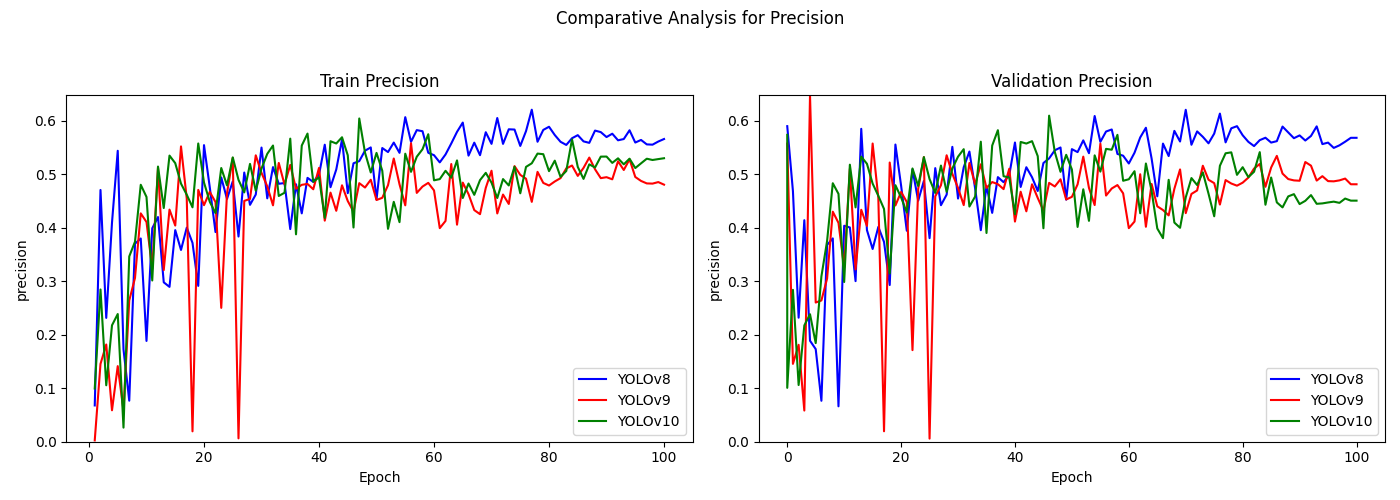 Comparative Analysis for Precision
Train Precision
precision
0.6
0.5
0.4
0.3
0.2
0.1
0.0
0 20 40 60 80 100
Epoch
YOLOv8
YOLOv9
YOLOv10
Validation Precision
precision
0.6
0.5
0.4
0.3
0.2
0.1
0.0
0 20 40 60 80 100
Epoch
YOLOv8
YOLOv9
YOLOv10